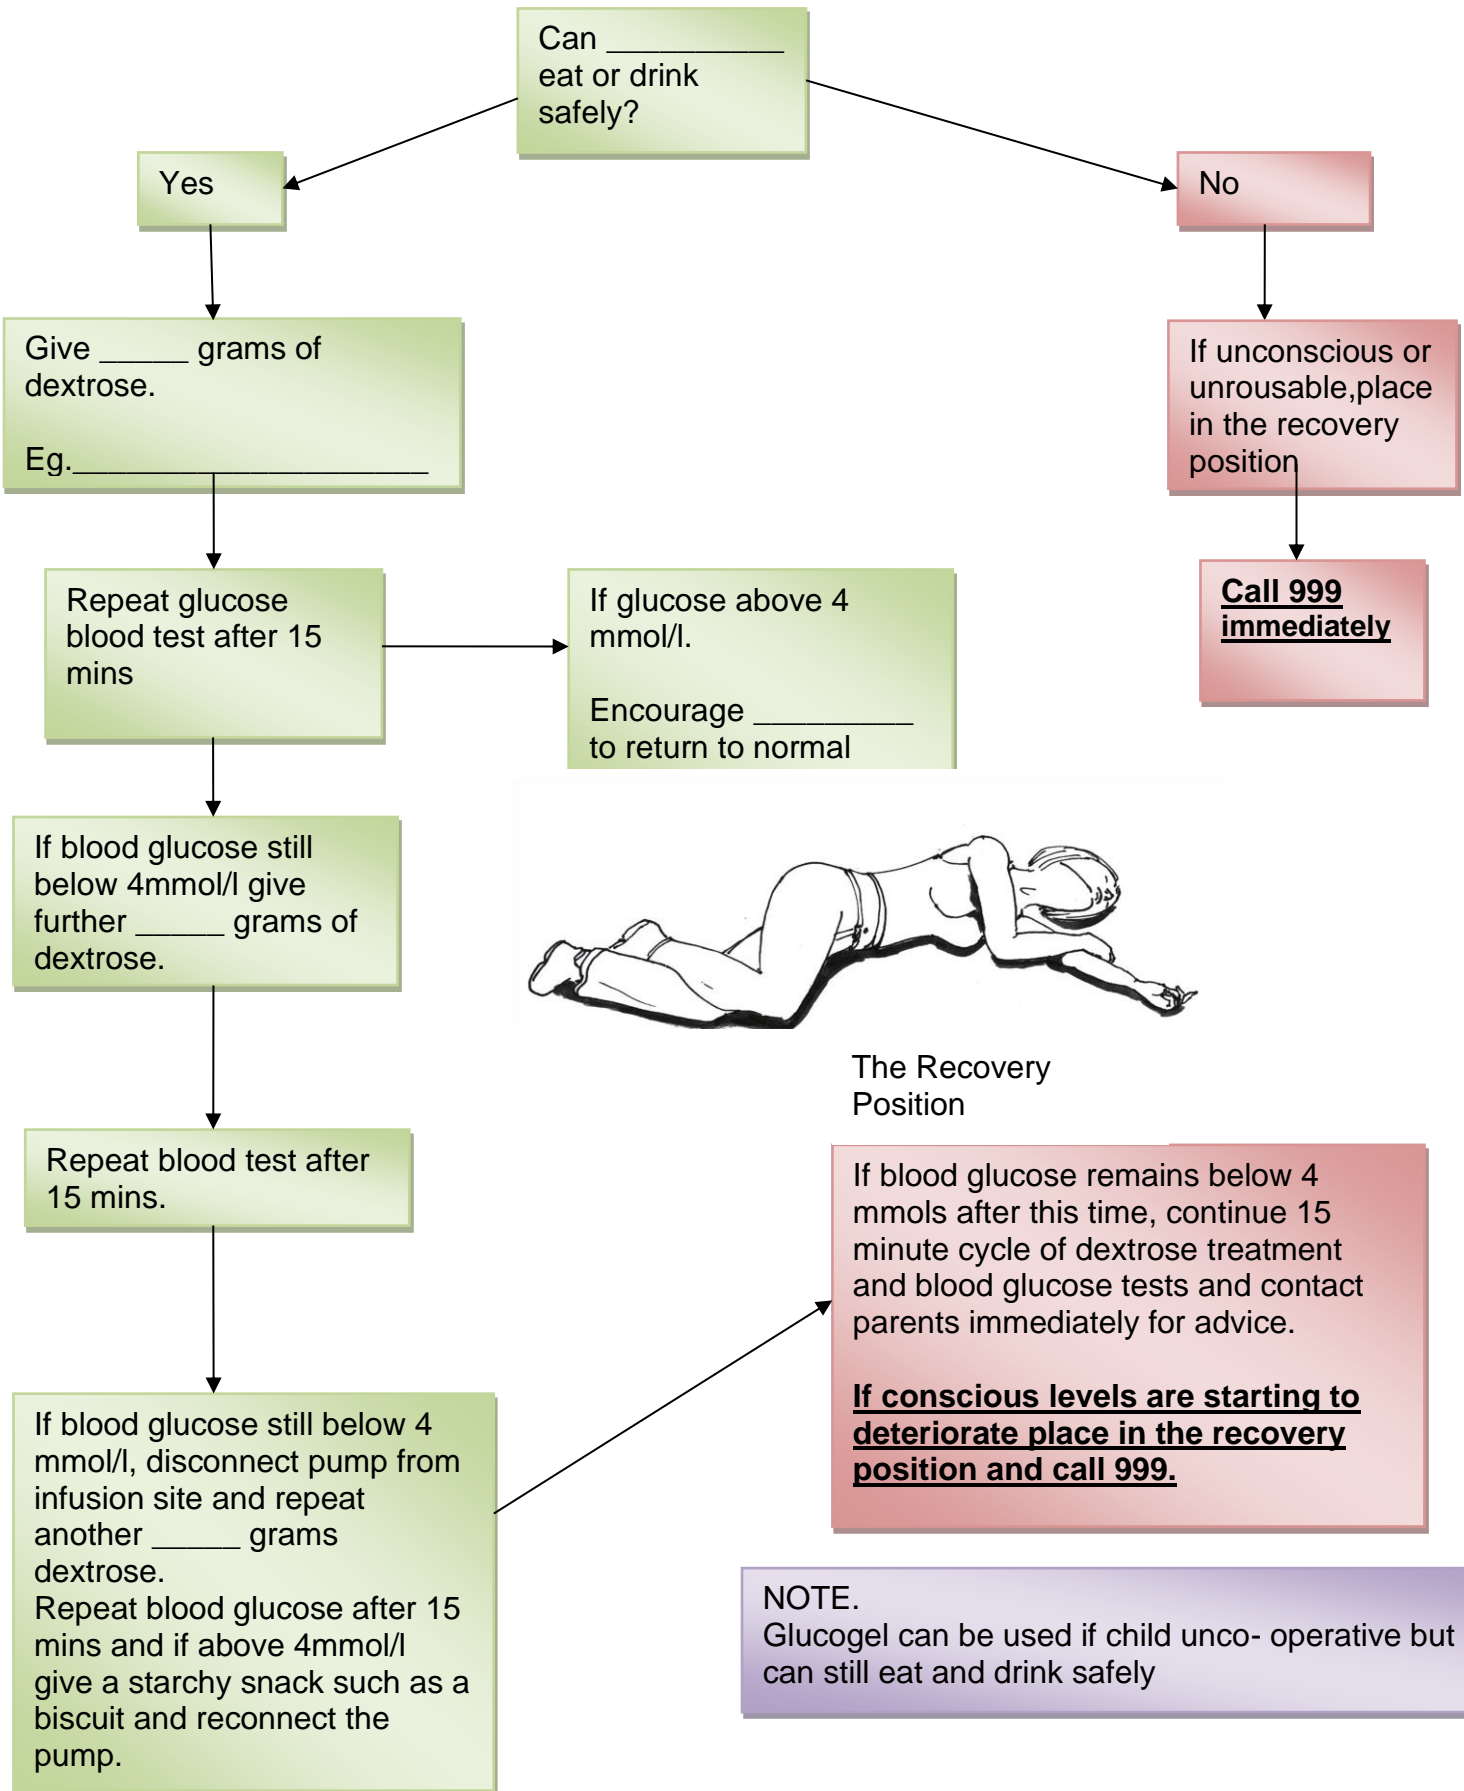 Can __________
eat or drink
safely?
Yes
No
Give _____ grams of
dextrose.
Eg.____________________
If unconscious or
unrousable,place
in the recovery
position
Repeat glucose
blood test after 15
mins
If glucose above 4
mmol/l.
Encourage _________
to return to normal
Call 999
immediately
If blood glucose still
below 4mmol/l give
further _____ grams of
dextrose.
The Recovery
Position
Repeat blood test after
15 mins.
If blood glucose remains below 4
mmols after this time, continue 15
minute cycle of dextrose treatment
and blood glucose tests and contact
parents immediately for advice.
If conscious levels are starting to
deteriorate place in the recovery
position and call 999.
If blood glucose still below 4
mmol/l, disconnect pump from
infusion site and repeat
another _____ grams
dextrose.
Repeat blood glucose after 15
mins and if above 4mmol/l
give a starchy snack such as a
biscuit and reconnect the
pump.
NOTE.
Glucogel can be used if child unco- operative but
can still eat and drink safely